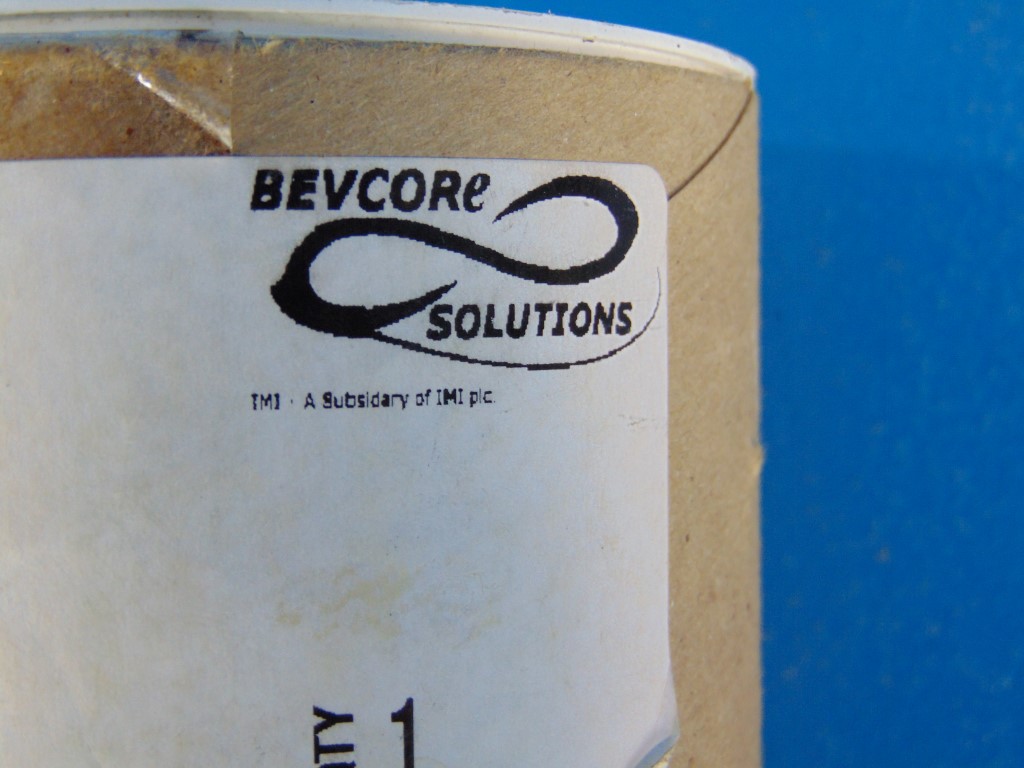 BEVCORe
SOLUTIONS
IMI · A Subsidary of IMI plc.
1